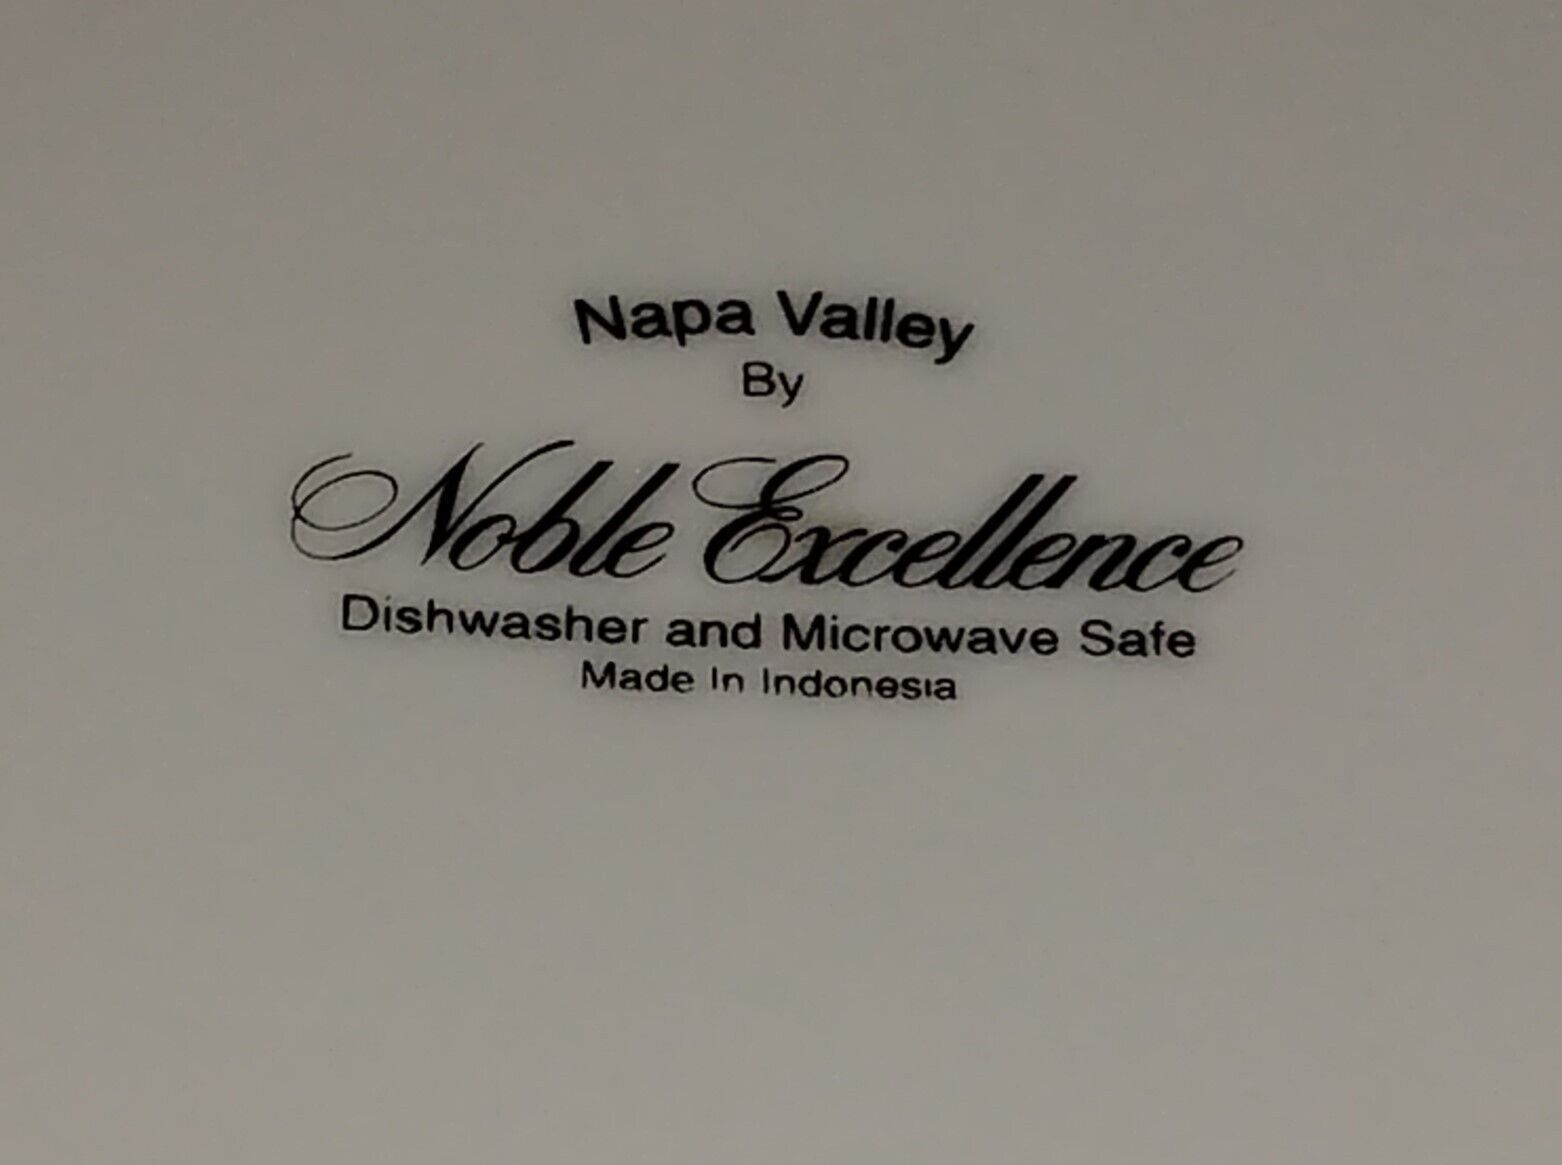 Napa Valley
By
Noble Excellence
Dishwasher and Microwave Safe
Made In Indonesia